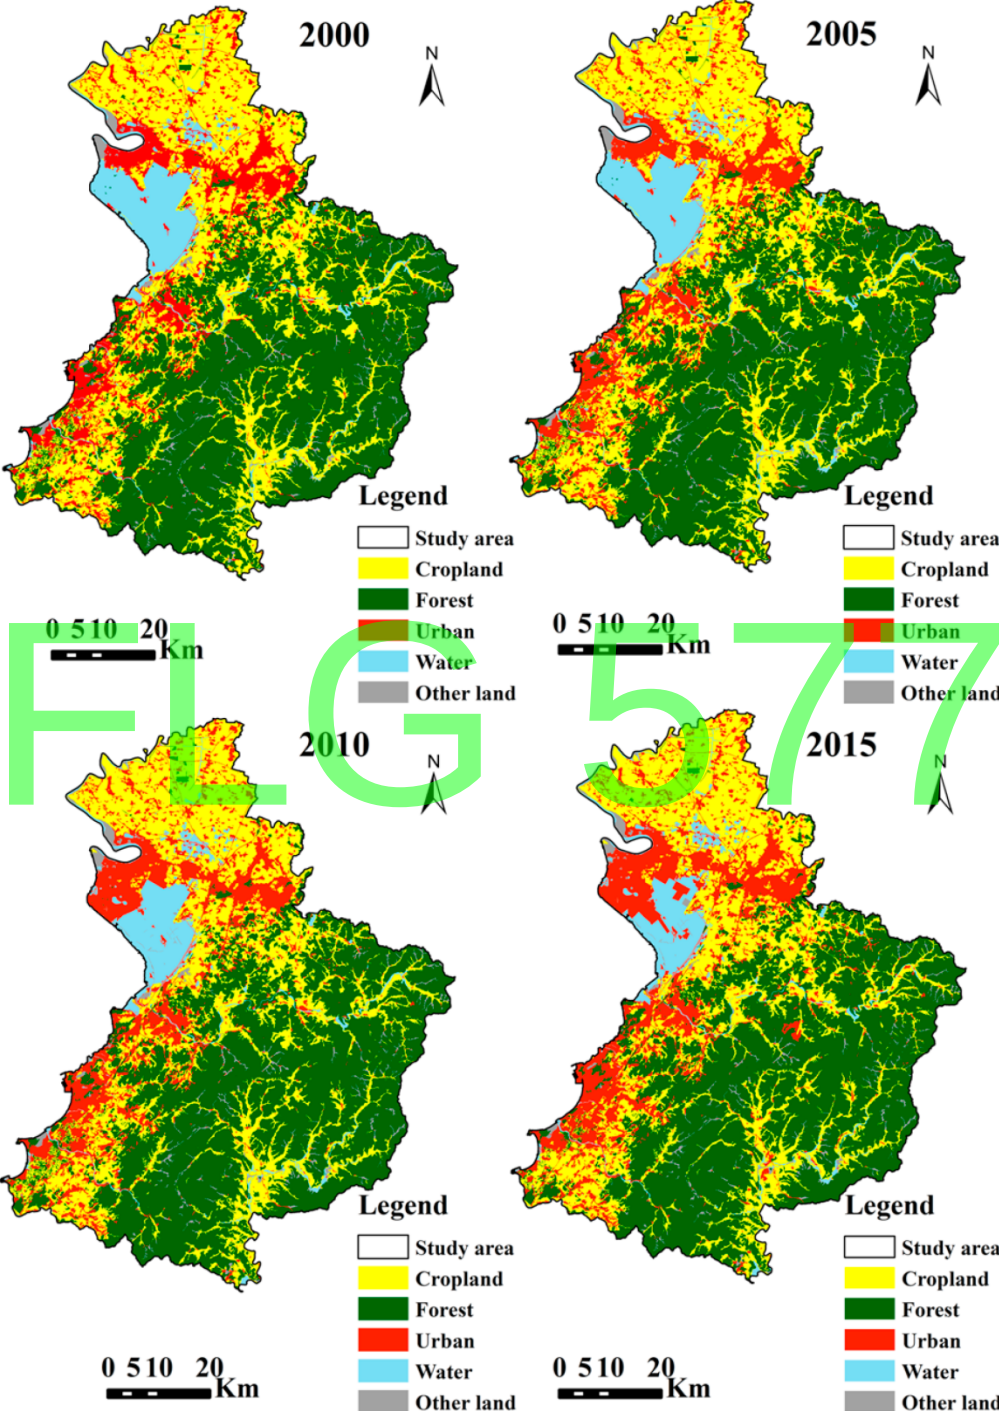 2000
N
2005
N
Legend
Study area
Cropland
Forest
Urban
Water
Other land
0 5 10 20
Km
Legend
Study area
Cropland
Forest
Urban
Water
Other land
0 5 10 20
Km
FLG 577
2010
N
2015
N
Legend
Study area
Cropland
Forest
Urban
Water
Other land
0 5 10 20
Km
Legend
Study area
Cropland
Forest
Urban
Water
Other land
0 5 10 20
Km